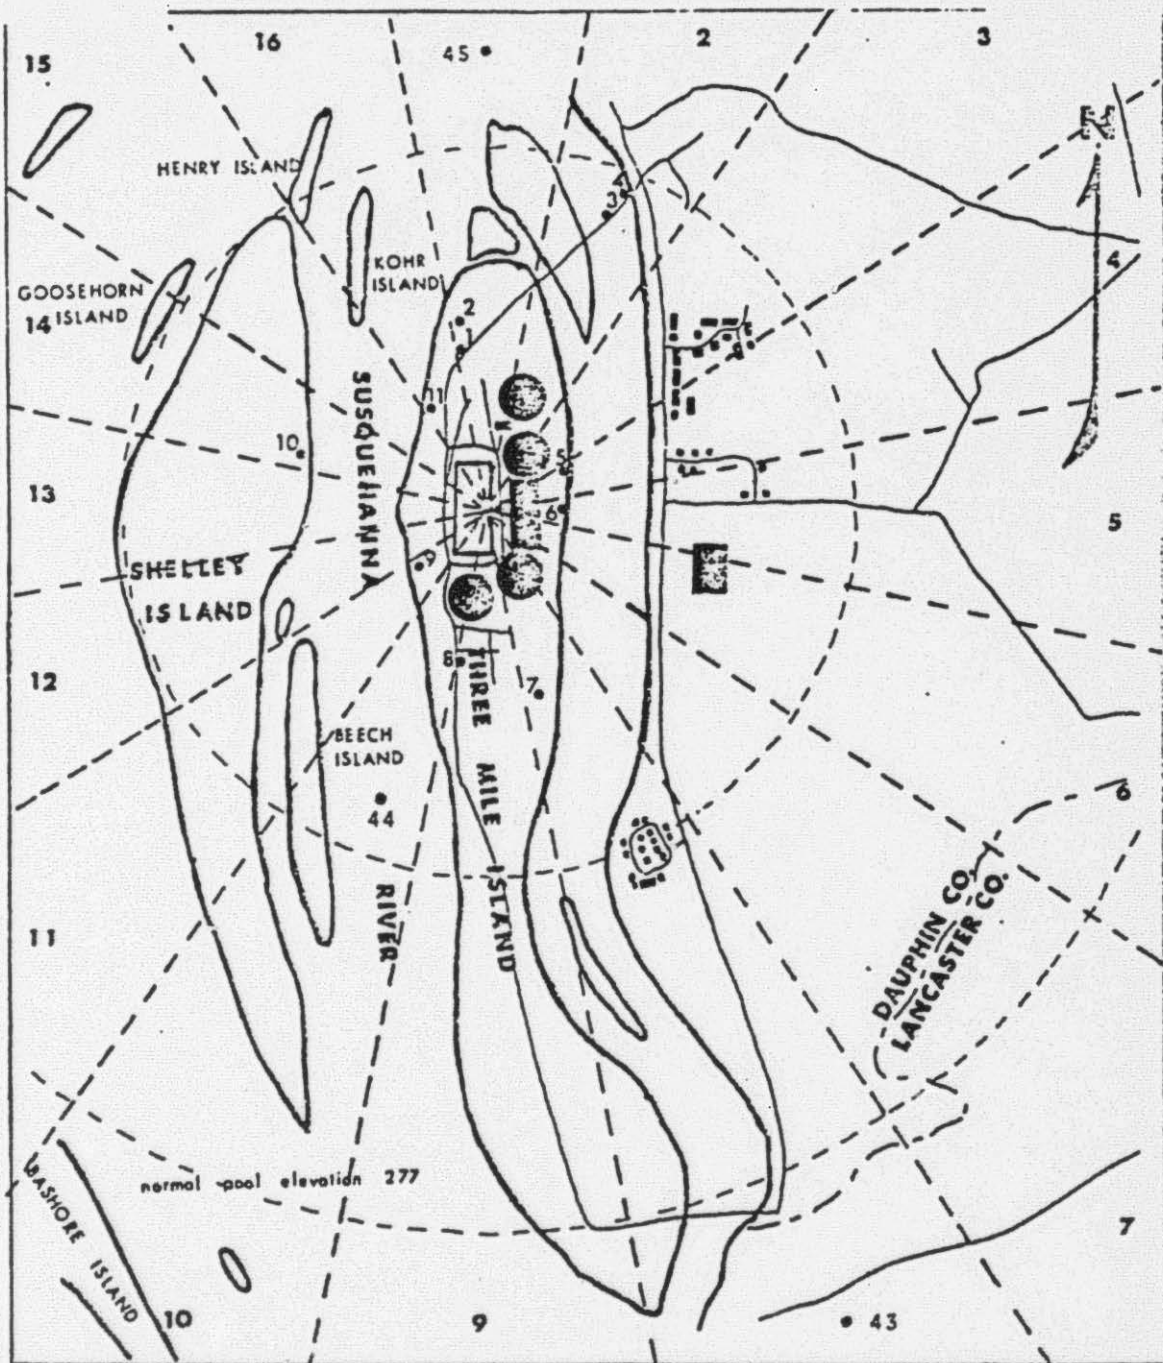 16
45
2
3
15
HENRY ISLAND
4
3
KOHR
ISLAND
4
GOOSEHORN
14 ISLAND
2
1
SUSQUEHANNA
11
N
10
5
13
6
5
9
SHELLEY
ISLAND
8
THREE MILE ISLAND
12
7
BEECH
ISLAND
6
44
RIVER
DAUPHIN CO.
LANCASTER CO.
11
normal pool elevation 277
BASHORE ISLAND
7
10
9
43